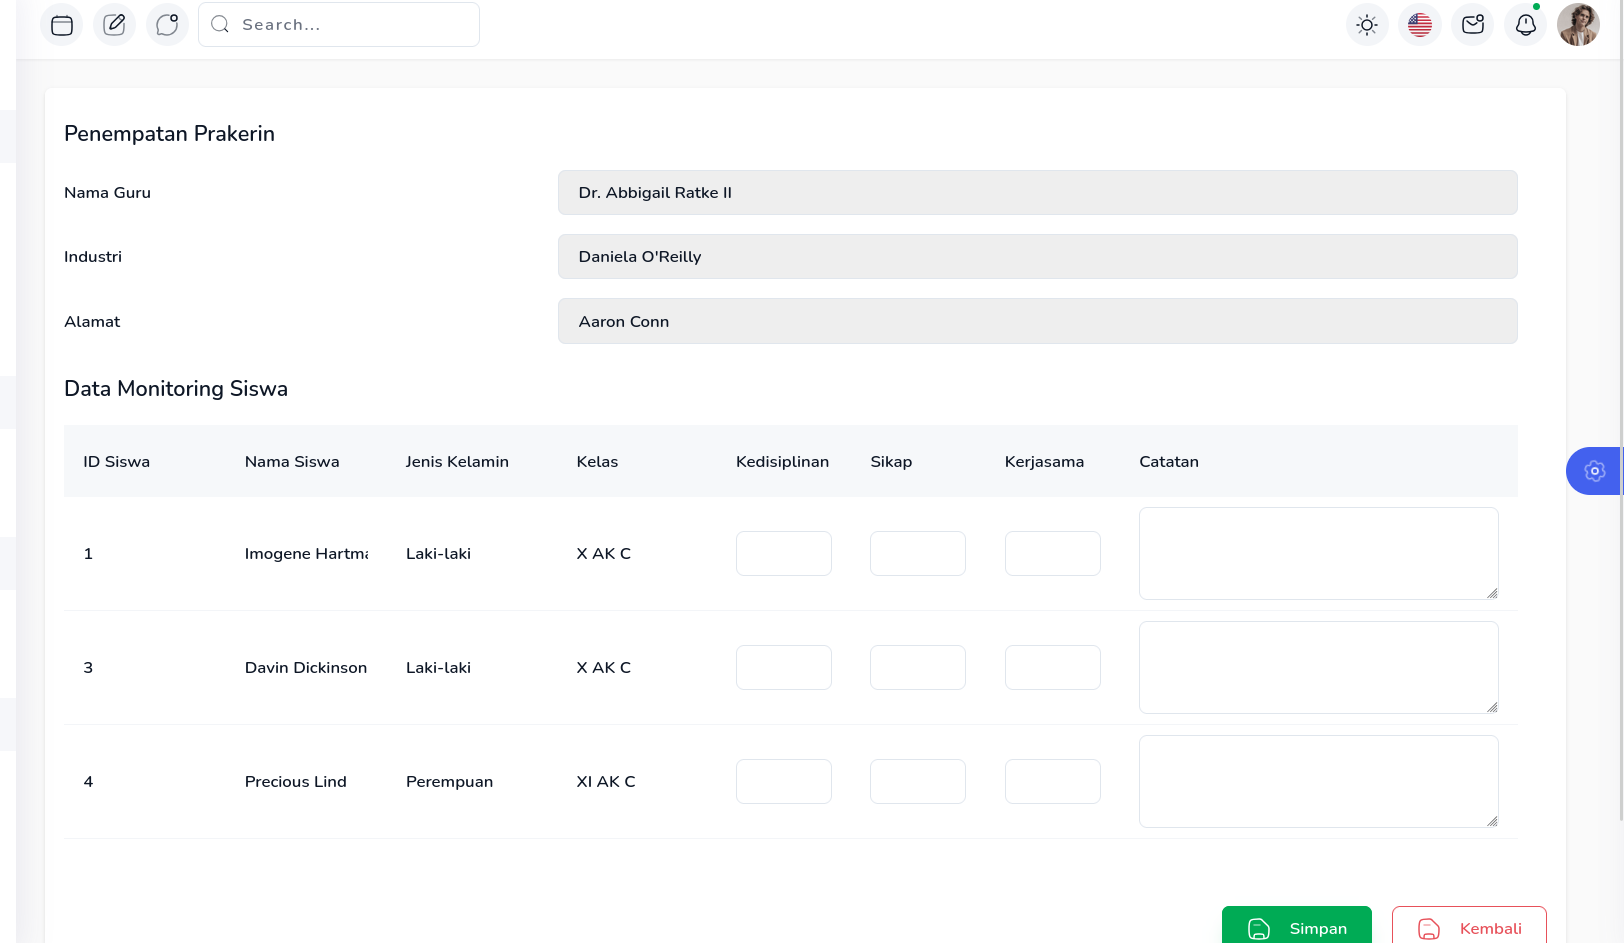 Search...
Penempatan Prakerin
Nama Guru Dr. Abbigail Ratke II
Industri Daniela O'Reilly
Alamat Aaron Conn
Data Monitoring Siswa
ID Siswa Nama Siswa Jenis Kelamin Kelas Kedisiplinan Sikap Kerjasama Catatan
1 Imogene Laki-laki X AK C
3 Davin Dickinson Laki-laki X AK C
4 Precious Lind Perempuan XI AK C
Simpan Kembali